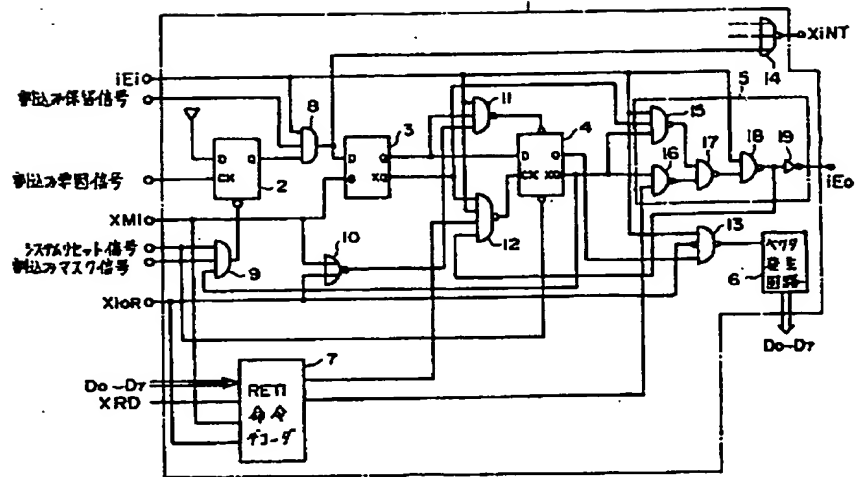 XiNT
14
iEi
割込み保留信号
8
11
5
15
3
4
D Q
D Q
D Q
17
18
19
割込み要因信号
CK
2
G XQ
CK XQ
16
iEo
XMI
12
13
システムリセット信号
割込みマスク信号
9
10
ベクタ
発生
回路
6
XIoR
7
Do-D7
Do~D7
RETI
命令
デコーダ
XRD